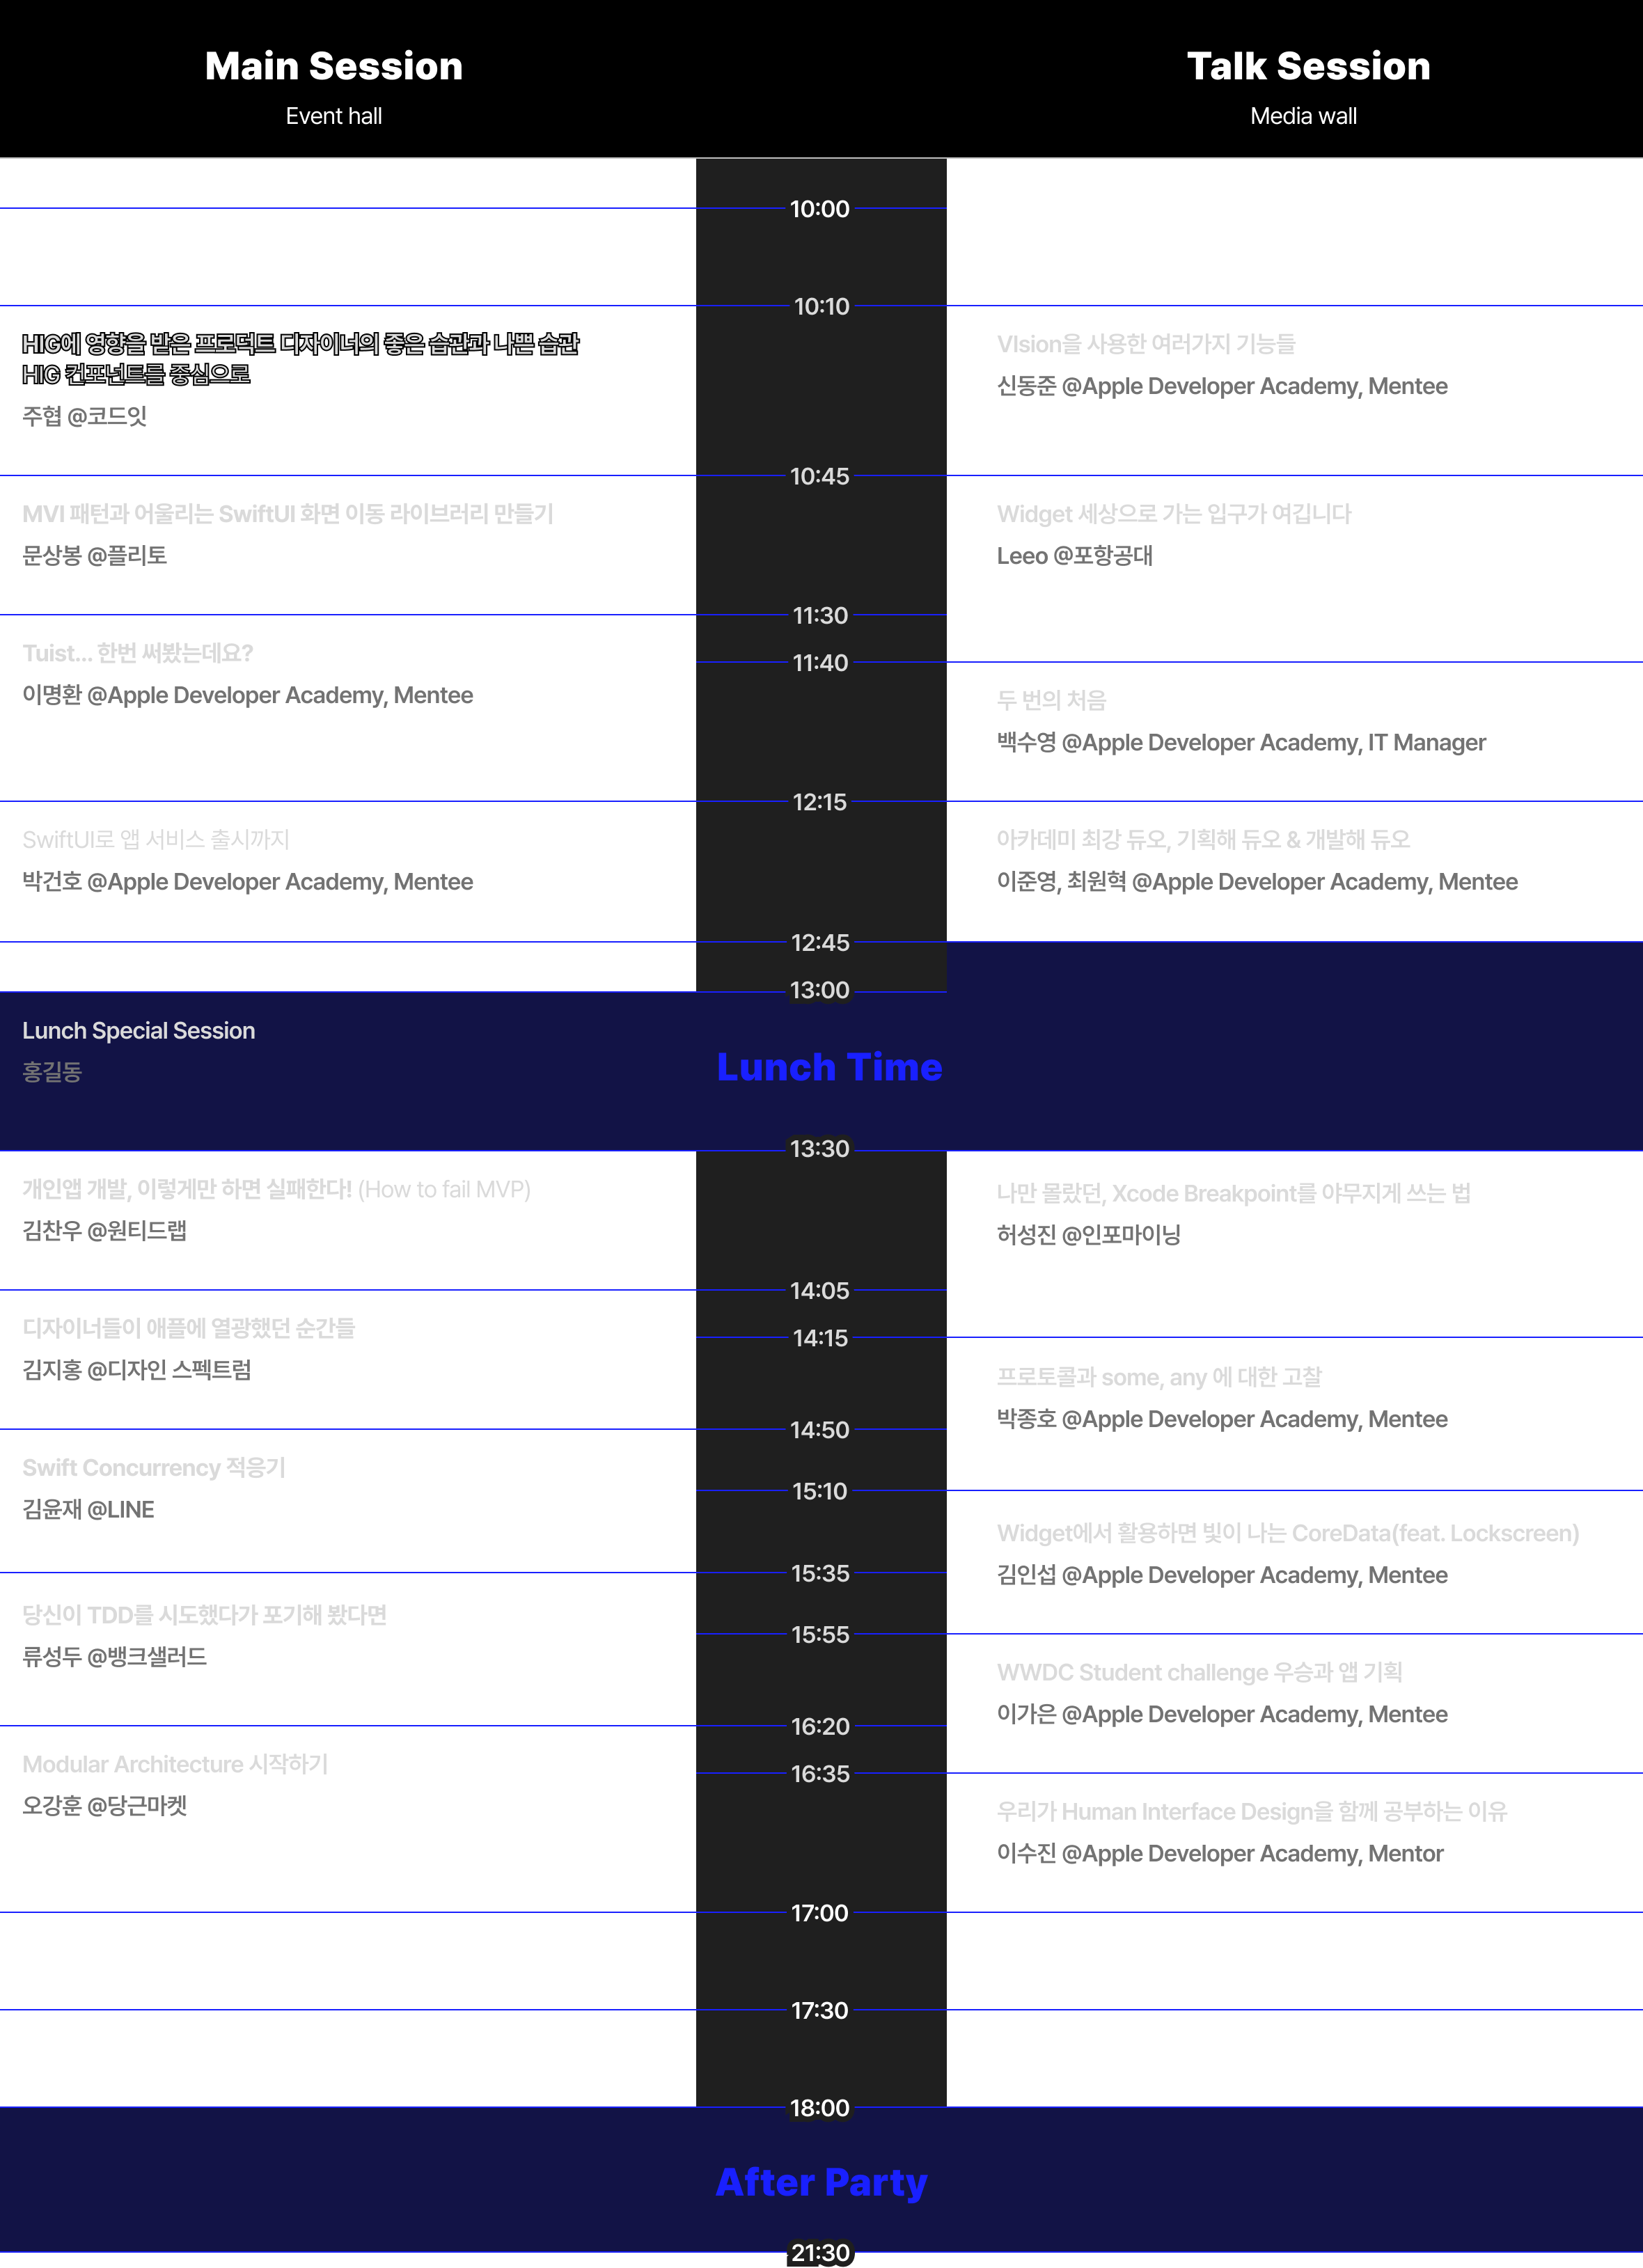 Main Session
Event hall
Talk Session
Media wall
10:00
10:10
HIG에 영향을 받은 프로덕트 디자이너의 좋은 습관과 나쁜 습관
HIG 컨포넌트를 중심으로
주협 @코드잇
VIsion을 사용한 여러가지 기능들
신동준 @Apple Developer Academy, Mentee
10:45
MVI 패턴과 어울리는 SwiftUI 화면 이동 라이브러리 만들기
문상봉 @플리토
Widget 세상으로 가는 입구가 여깁니다
Leeo @포항공대
11:30
Tuist... 한번 써봤는데요?
이명환 @Apple Developer Academy, Mentee
11:40
두 번의 처음
백수영 @Apple Developer Academy, IT Manager
12:15
SwiftUI로 앱 서비스 출시까지
박건호 @Apple Developer Academy, Mentee
아카데미 최강 듀오, 기획해 듀오 & 개발해 듀오
이준영, 최원혁 @Apple Developer Academy, Mentee
12:45
13:00
Lunch Special Session
홍길동
Lunch Time
13:30
개인앱 개발, 이렇게만 하면 실패한다! (How to fail MVP)
김찬우 @원티드랩
나만 몰랐던, Xcode Breakpoint를 야무지게 쓰는 법
허성진 @인포마이닝
14:05
디자이너들이 애플에 열광했던 순간들
김지홍 @디자인 스펙트럼
14:15
프로토콜과 some, any 에 대한 고찰
박종호 @Apple Developer Academy, Mentee
14:50
Swift Concurrency 적응기
김윤재 @LINE
15:10
Widget에서 활용하면 빛이 나는 CoreData(feat. Lockscreen)
김인섭 @Apple Developer Academy, Mentee
15:35
당신이 TDD를 시도했다가 포기해 봤다면
류성두 @뱅크샐러드
15:55
WWDC Student challenge 우승과 앱 기획
이가은 @Apple Developer Academy, Mentee
16:20
Modular Architecture 시작하기
오강훈 @당근마켓
16:35
우리가 Human Interface Design을 함께 공부하는 이유
이수진 @Apple Developer Academy, Mentor
17:00
17:30
18:00
After Party
21:30